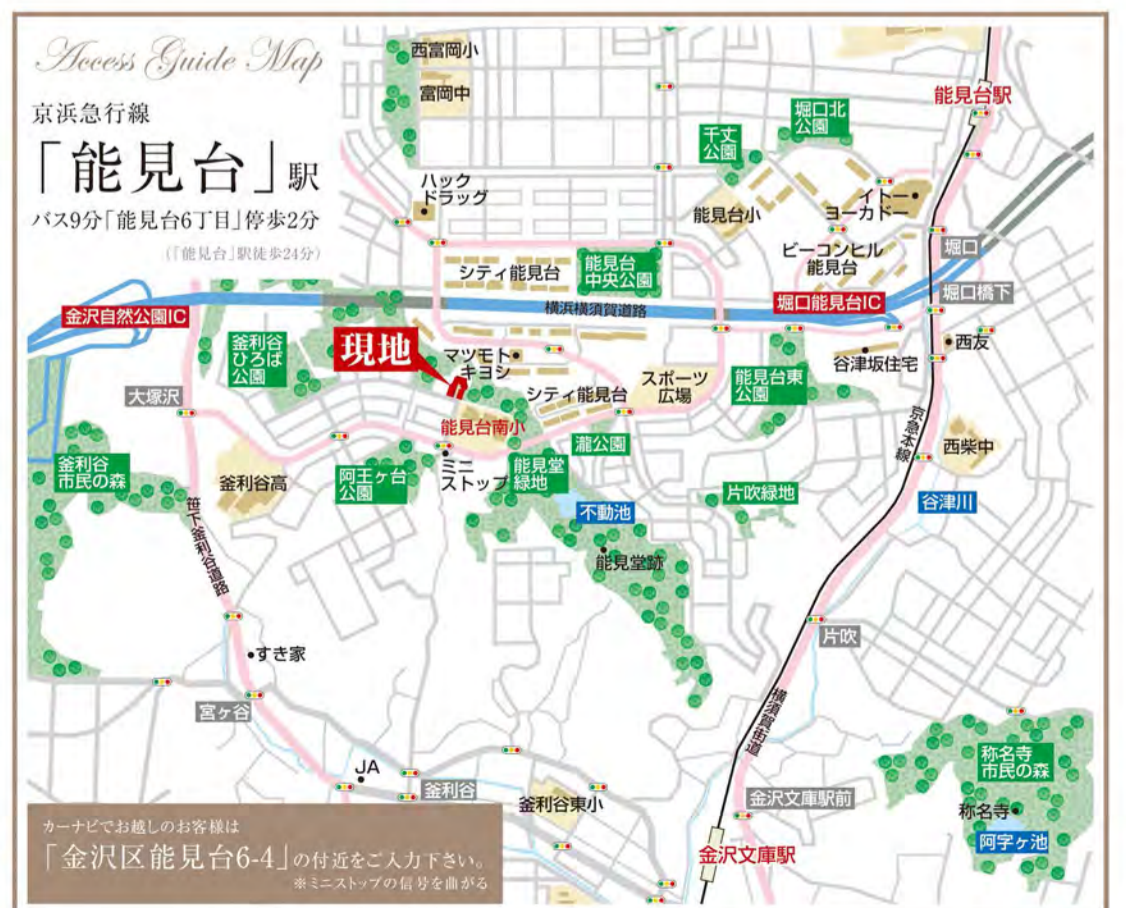 Access Guide Map
京浜急行線
「能見台」駅
バス9分「能見台6丁目」停歩2分
(「能見台」駅徒歩24分)
西富岡小
富岡中
能見台駅
堀口北
公園
千丈
公園
ハック
ドラッグ
イトー
ヨーカドー
能見台小
堀口
ビーコンヒル
能見台
シティ能見台
能見台
中央公園
堀口橋下
堀口能見台IC
横浜横須賀道路
金沢自然公園IC
釜利谷
ひろば
公園
現地
マツモト
キヨシ
西友
谷津坂住宅
スポーツ
広場
能見台東
公園
シティ能見台
大塚沢
能見台南小
瀧公園
京急本線
西柴中
釜利谷
市民の森
釜利谷高
阿王ヶ台
公園
ミニ
ストップ
能見堂
緑地
片吹緑地
谷津川
不動池
笹下釜利谷道路
能見堂跡
片吹
すき家
宮ヶ谷
横須賀街道
称名寺
市民の森
JA
釜利谷
釜利谷東小
金沢文庫駅前
称名寺
阿字ヶ池
金沢文庫駅
カーナビでお越しのお客様は
「金沢区能見台6-4」の付近をご入力下さい。
※ミニストップの信号を曲がる